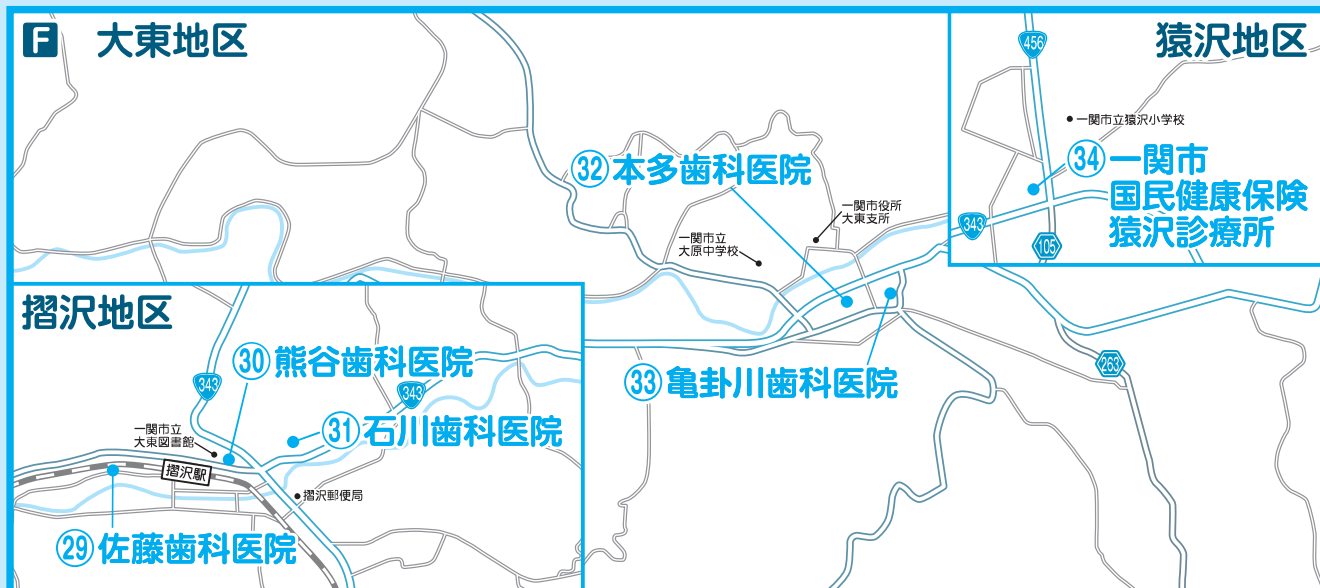 F 大東地区
㉜本多歯科医院
一関市役所
大東支所
一関市立
大原中学校
㉝亀卦川歯科医院
263
猿沢地区
456
一関市立猿沢小学校
㉞一関市
国民健康保険
猿沢診療所
343
105
摺沢地区
㉚熊谷歯科医院
343
343
㉛石川歯科医院
一関市立
大東図書館
摺沢駅
摺沢郵便局
㉙佐藤歯科医院